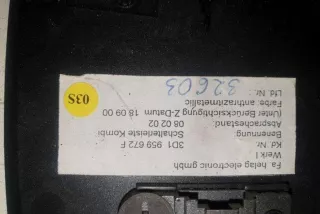 Fa. helag electronic gmbh
Werk I
Kd. Nr.: 3D1 959 672 F
Benennung: Schalterleiste Kombi
Absprachestand: 06 02 02
(Unter Berücksichtigung Z-Datum 18 09 00
Farbe: anthrazitmetallic
Lfd. Nr.: 32603
03S